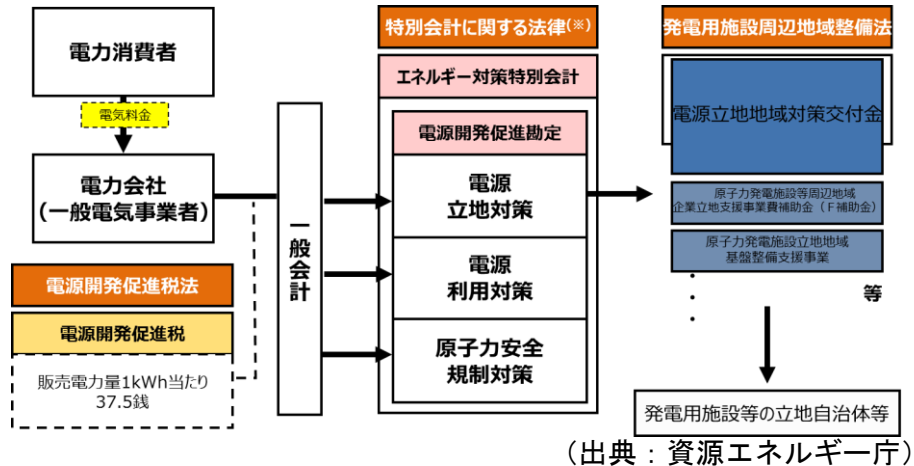 電力消費者
電気料金
電力会社
（一般電気事業者）
電源開発促進税法
電源開発促進税
販売電力量1kWh当たり
37.5銭
一般会計
特別会計に関する法律(※)
エネルギー対策特別会計
電源開発促進勘定
電源
立地対策
電源
利用対策
原子力安全
規制対策
発電用施設周辺地域整備法
電源立地地域対策交付金
原子力発電施設等周辺地域
企業立地支援事業費補助金（Ｆ補助金）
原子力発電施設立地地域
基盤整備支援事業
等
発電用施設等の立地自治体等
（出典：資源エネルギー庁）